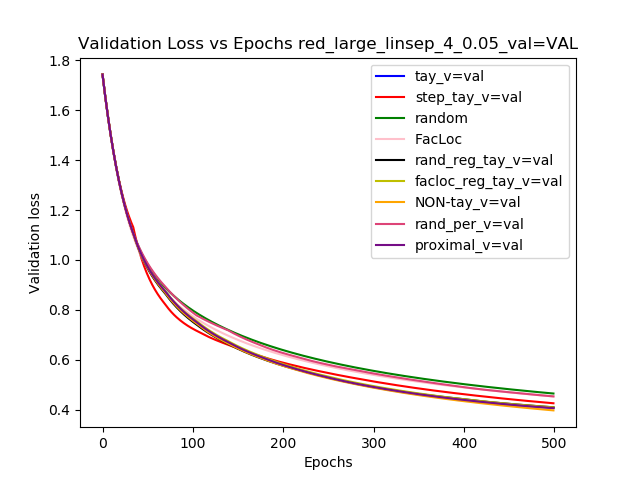 Validation Loss vs Epochs red_large_linsep_4_0.05_val=VAL
1.8
1.6
1.4
1.2
1.0
0.8
0.6
0.4
Validation loss
tay_v=val
step_tay_v=val
random
FacLoc
rand_reg_tay_v=val
facloc_reg_tay_v=val
NON-tay_v=val
rand_per_v=val
proximal_v=val
0 100 200 300 400 500
Epochs